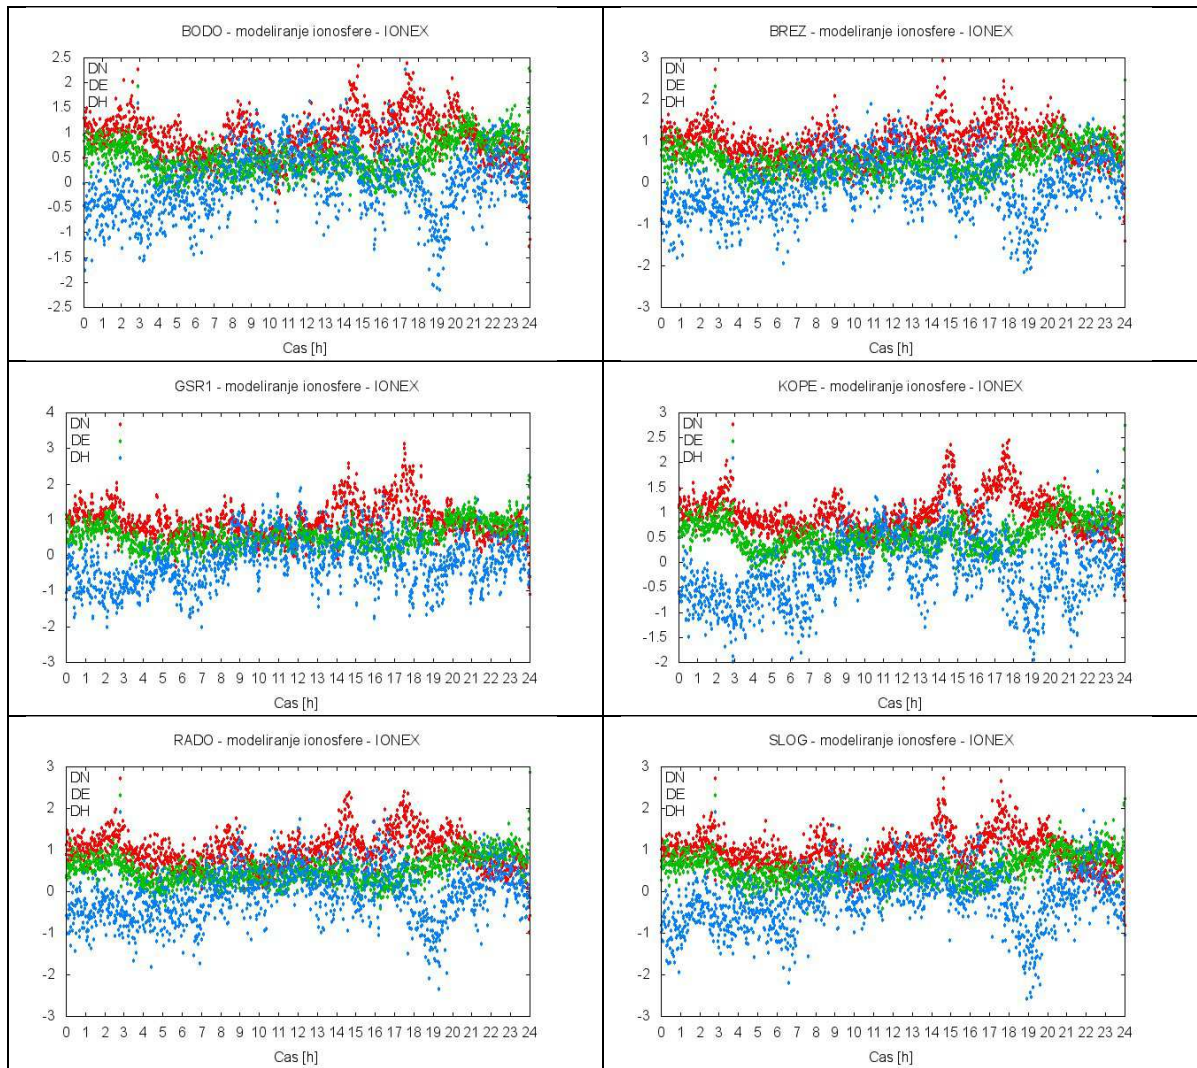 BODO - modeliranje ionosfere - IONEX
2.5
DN
2
DE
1.5
DH
1
0.5
0
-0.5
-1
-1.5
-2
-2.5
0 1 2 3 4 5 6 7 8 9 10 11 12 13 14 15 16 17 18 19 20 21 22 23 24
Cas [h]
BREZ - modeliranje ionosfere - IONEX
3
DN
DE
2
DH
1
0
-1
-2
-3
0 1 2 3 4 5 6 7 8 9 10 11 12 13 14 15 16 17 18 19 20 21 22 23 24
Cas [h]
GSR1 - modeliranje ionosfere - IONEX
4
DN
DE
3
DH
2
1
0
-1
-2
-3
0 1 2 3 4 5 6 7 8 9 10 11 12 13 14 15 16 17 18 19 20 21 22 23 24
Cas [h]
KOPE - modeliranje ionosfere - IONEX
3
DN
2.5
DE
2
DH
1.5
1
0.5
0
-0.5
-1
-1.5
-2
0 1 2 3 4 5 6 7 8 9 10 11 12 13 14 15 16 17 18 19 20 21 22 23 24
Cas [h]
RADO - modeliranje ionosfere - IONEX
3
DN
DE
2
DH
1
0
-1
-2
-3
0 1 2 3 4 5 6 7 8 9 10 11 12 13 14 15 16 17 18 19 20 21 22 23 24
Cas [h]
SLOG - modeliranje ionosfere - IONEX
3
DN
DE
2
DH
1
0
-1
-2
-3
0 1 2 3 4 5 6 7 8 9 10 11 12 13 14 15 16 17 18 19 20 21 22 23 24
Cas [h]